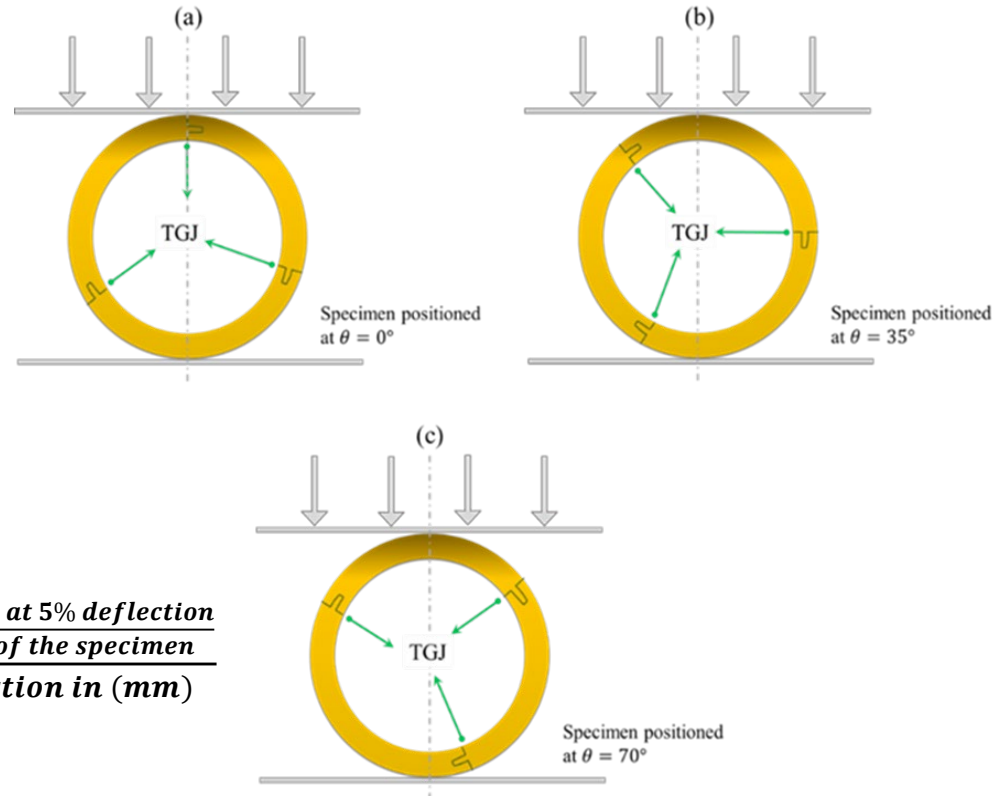 (a)
TGJ
Specimen positioned
at θ = 0°
(b)
TGJ
Specimen positioned
at θ = 35°
(c)
TGJ
Specimen positioned
at θ = 70°
at 5% deflection
of the specimen
in (mm)